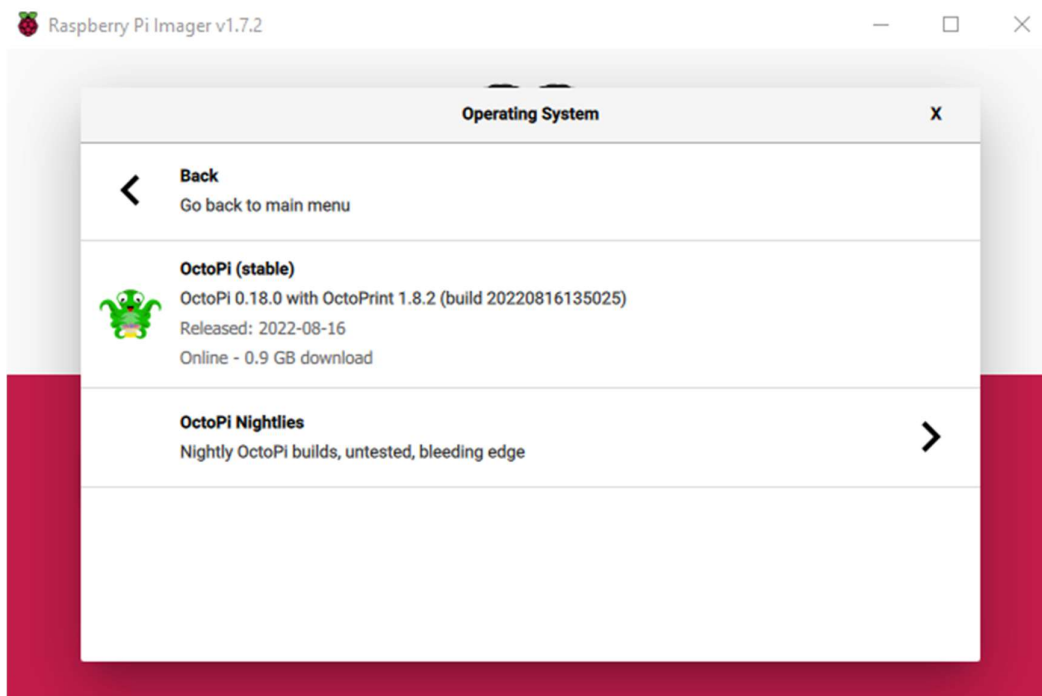 Raspberry Pi Imager v1.7.2
Operating System
X
Back
Go back to main menu
OctoPi (stable)
OctoPi 0.18.0 with OctoPrint 1.8.2 (build 20220816135025)
Released: 2022-08-16
Online - 0.9 GB download
OctoPi Nightlies
Nightly OctoPi builds, untested, bleeding edge